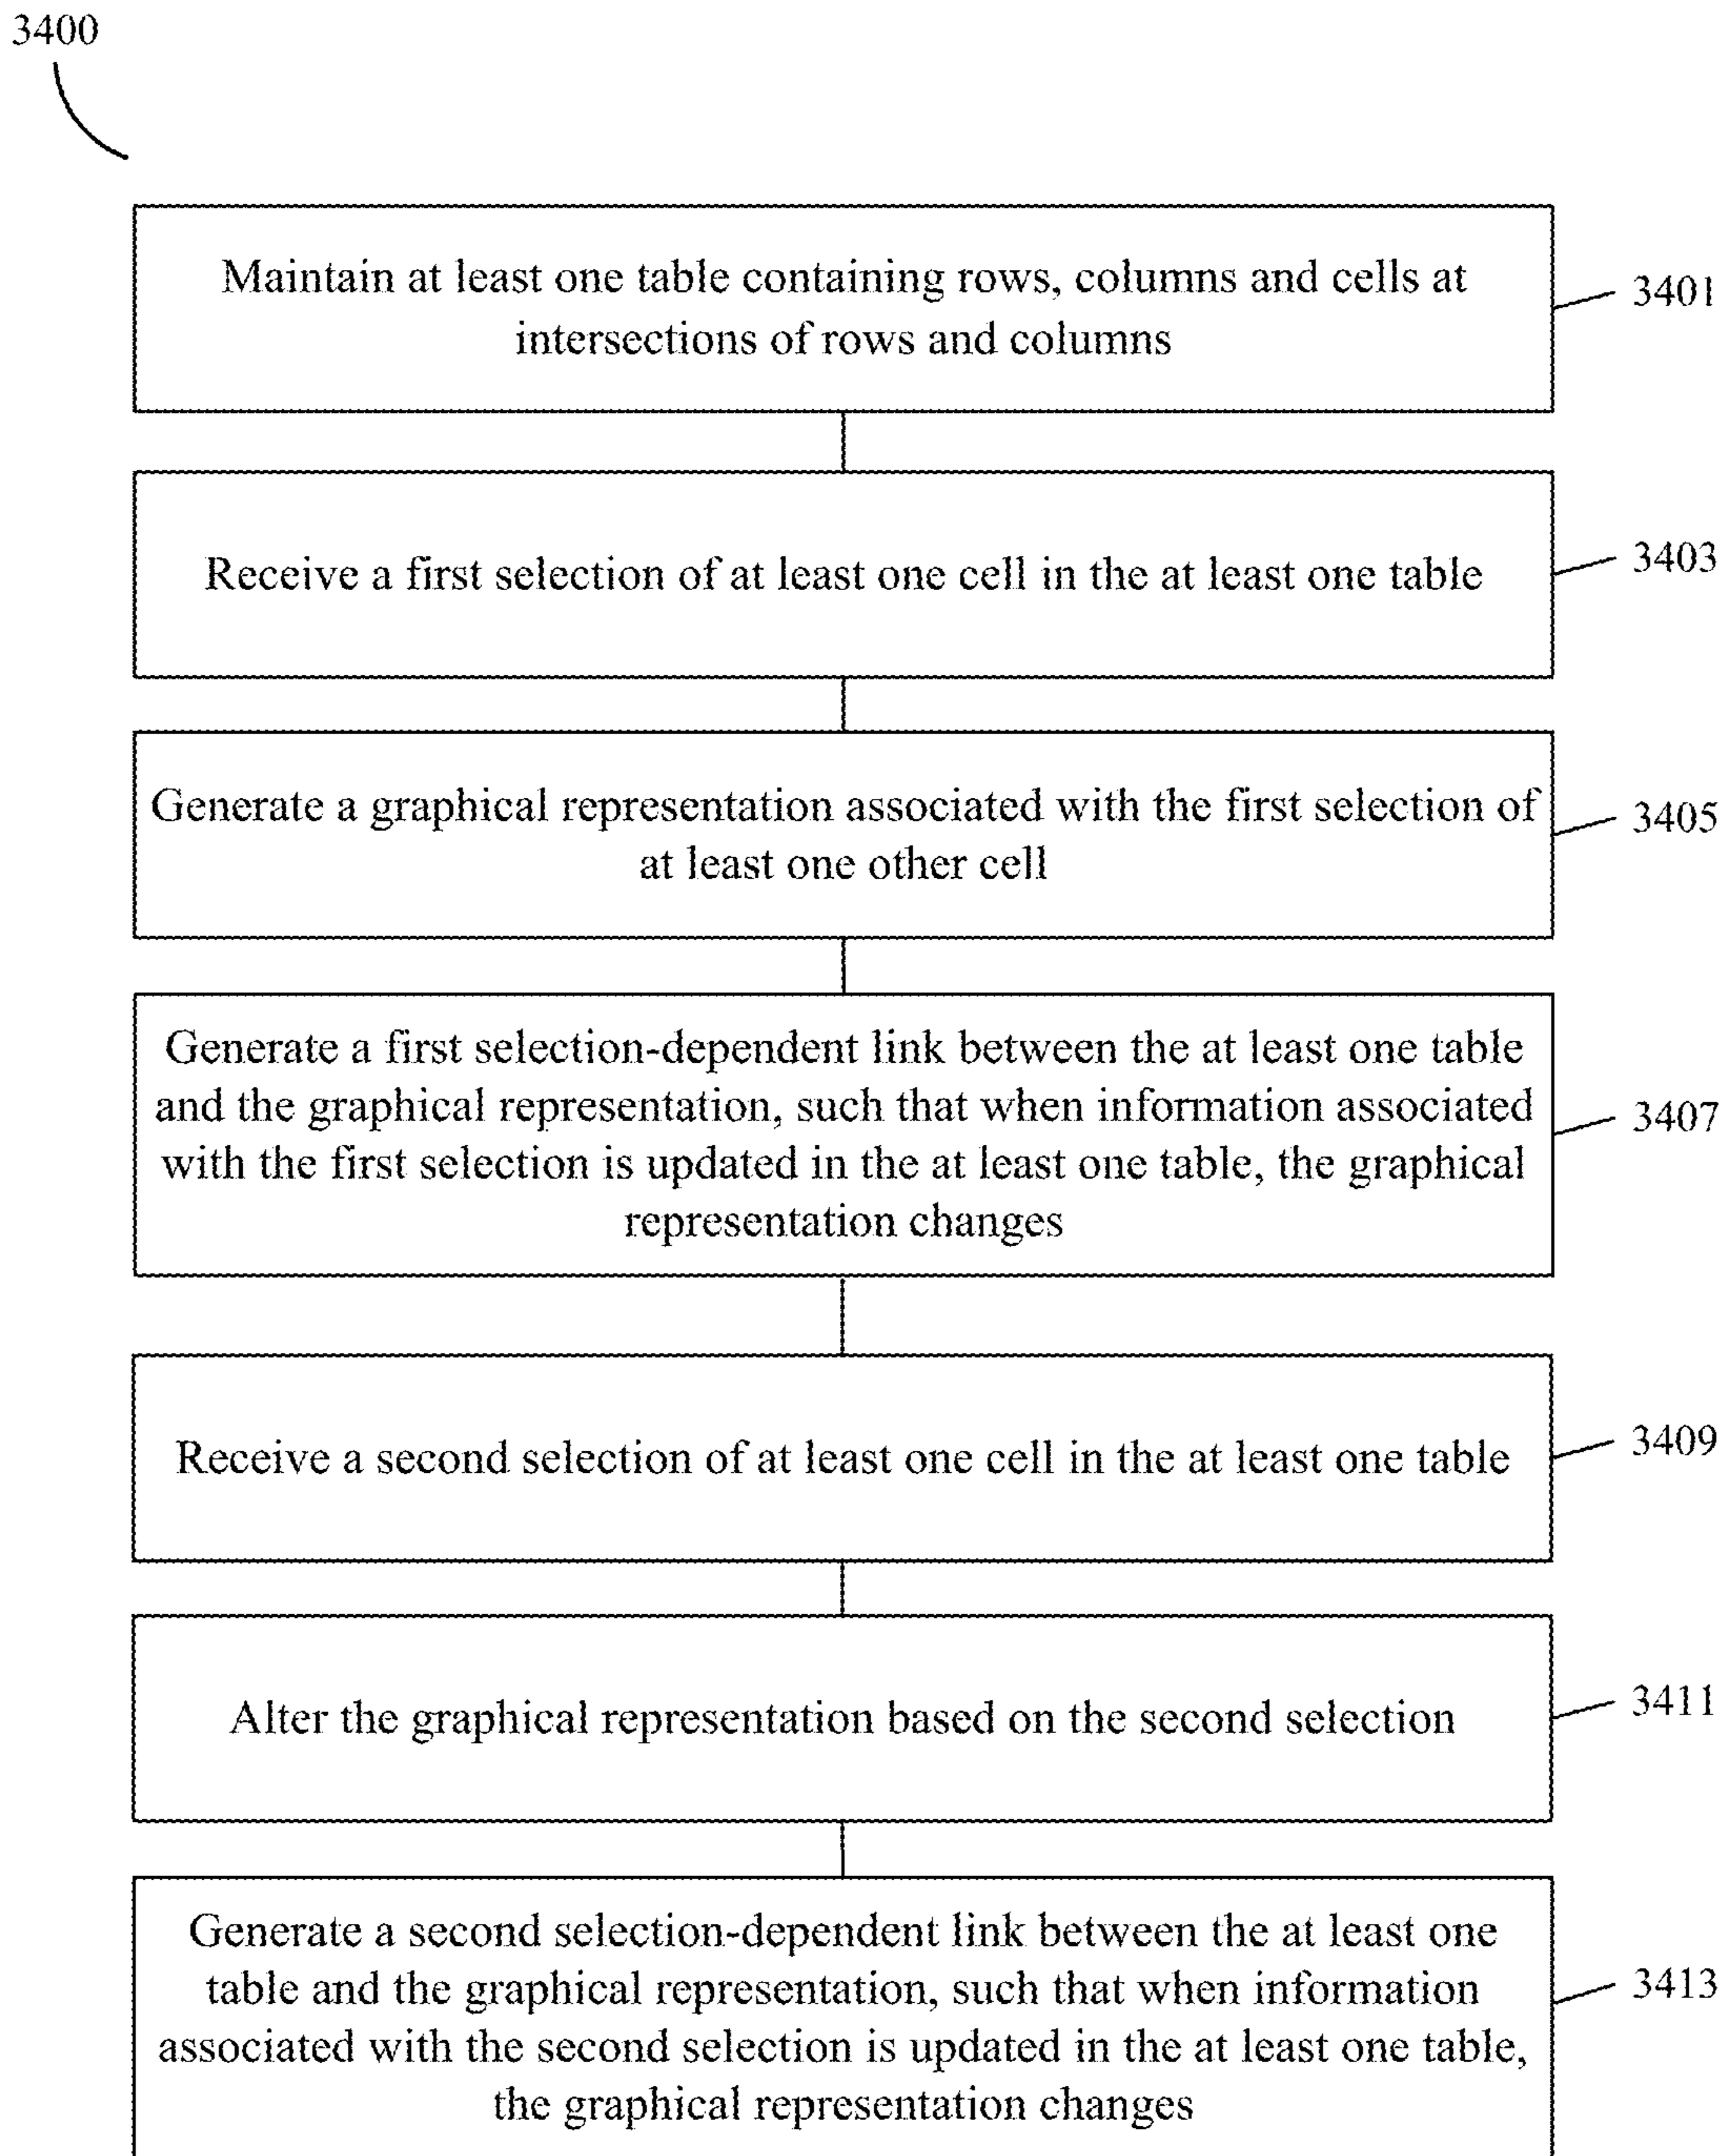 3400
Maintain at least one table containing rows, columns and cells at
intersections of rows and columns
3401
Receive a first selection of at least one cell in the at least one table
3403
Generate a graphical representation associated with the first selection of
at least one other cell
3405
Generate a first selection-dependent link between the at least one table
and the graphical representation, such that when information associated
with the first selection is updated in the at least one table, the graphical
representation changes
3407
Receive a second selection of at least one cell in the at least one table
3409
Alter the graphical representation based on the second selection
3411
Generate a second selection-dependent link between the at least one
table and the graphical representation, such that when information
associated with the second selection is updated in the at least one table,
the graphical representation changes
3413